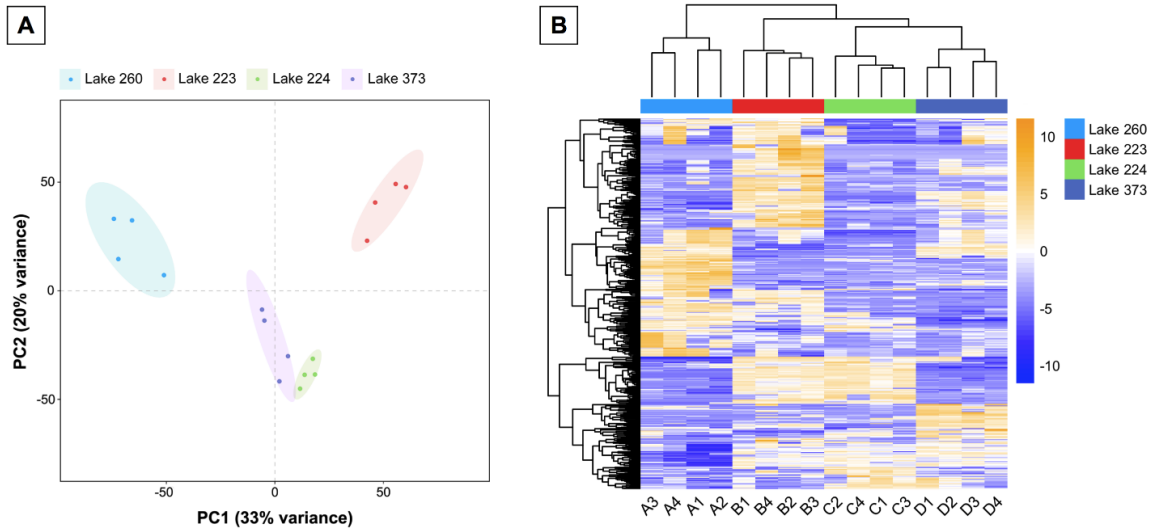 A
Lake 260 Lake 223 Lake 224 Lake 373
50
0
-50
PC2 (20% variance)
-50 0 50
PC1 (33% variance)
B
10
5
0
-5
-10
Lake 260
Lake 223
Lake 224
Lake 373
A3 A4 A1 A2 B1 B4 B2 B3 C2 C4 C1 C3 D1 D2 D3 D4